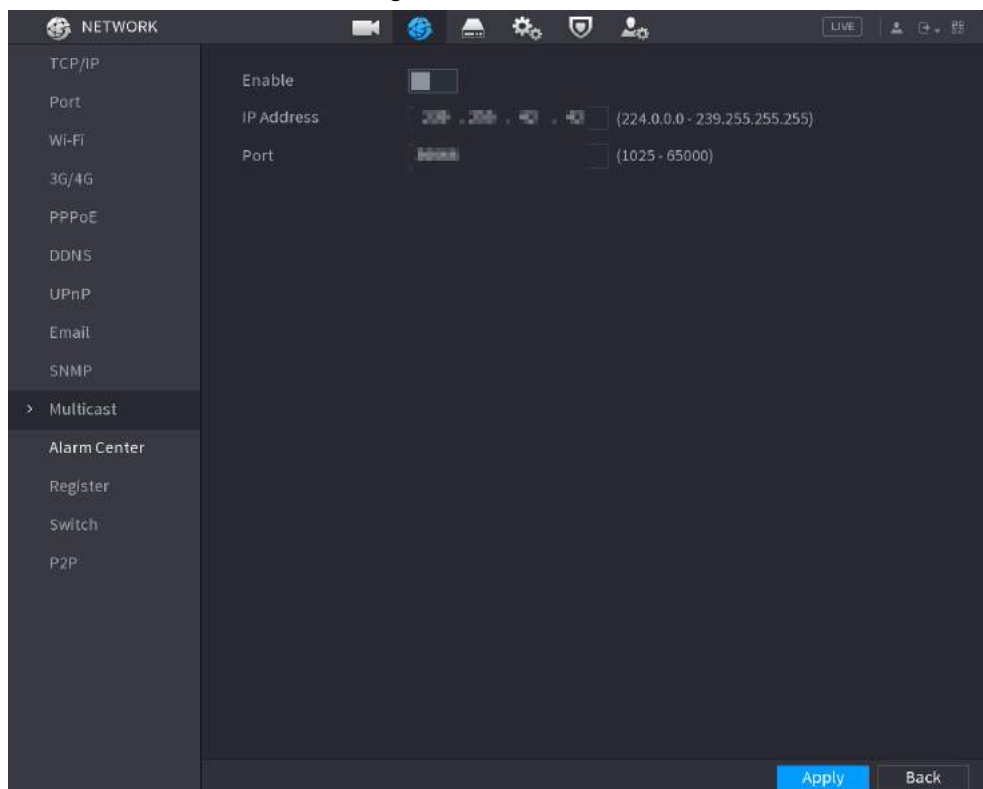 NETWORK
LIVE
TCP/IP
Port
Wi-Fi
3G/4G
PPPoE
DDNS
UPnP
Email
SNMP
> Multicast
Alarm Center
Register
Switch
P2P
Enable
IP Address (224.0.0.0 - 239.255.255.255)
Port (1025 - 65000)
Apply
Back